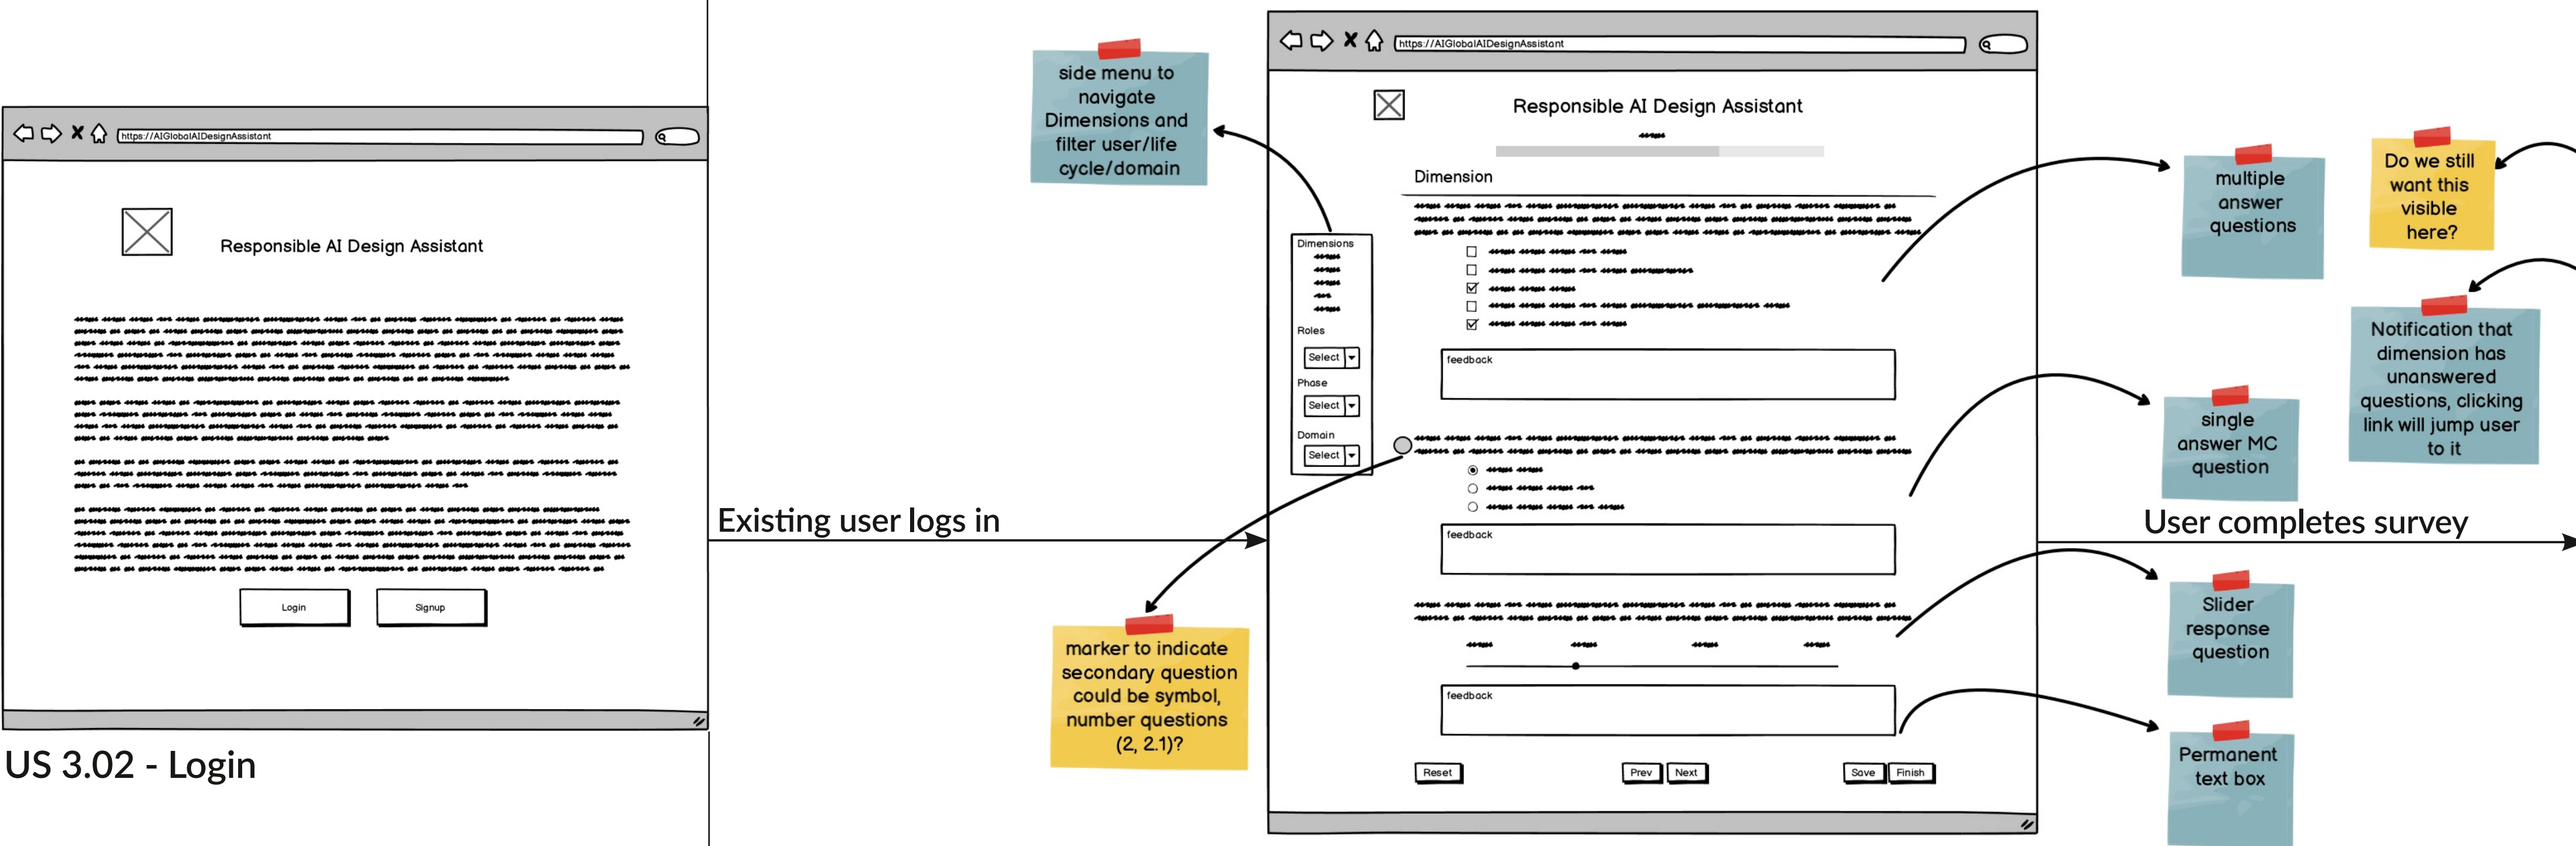 https://AIGlobalAIDesignAssistant
Responsible AI Design Assistant
Login
Signup
US 3.02 - Login
Existing user logs in
side menu to
navigate
Dimensions and
filter user/life
cycle/domain
marker to indicate
secondary question
could be symbol,
number questions
(2, 2.1)?
https://AIGlobalAIDesignAssistant
Responsible AI Design Assistant
Dimension
Dimensions
Roles
Select
Phase
Select
Domain
Select
feedback
feedback
feedback
Reset
Prev
Next
Save
Finish
multiple
answer
questions
Do we still
want this
visible
here?
Notification that
dimension has
unanswered
questions, clicking
link will jump user
to it
single
answer MC
question
User completes survey
Slider
response
question
Permanent
text box